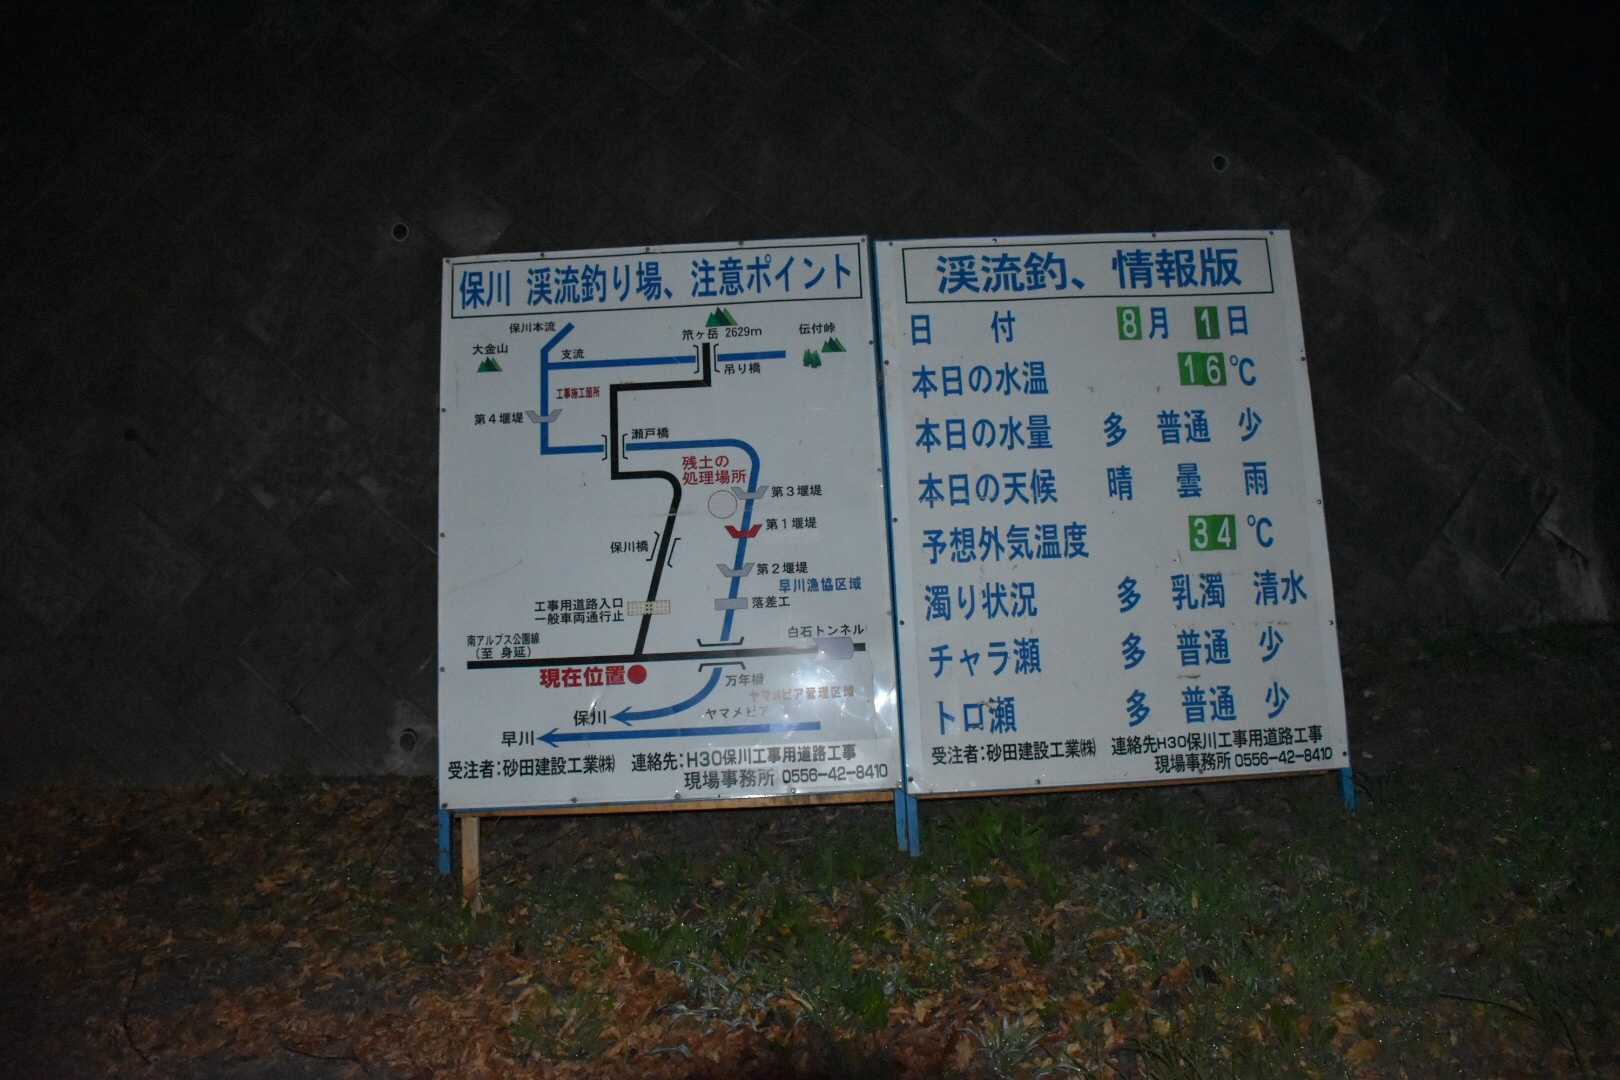 保川 渓流釣り場、注意ポイント
保川本流
笊ヶ岳 2629m
伝付峠
大金山
支流
吊り橋
工事施工箇所
第4堰堤
瀬戸橋
残土の
処理場所
第3堰堤
第1堰堤
保川橋
第2堰堤
早川漁協区域
工事用道路入口
一般車両通行止
落差工
白石トンネル
南アルプス公園線
(至 身延)
現在位置
万年橋
ヤマメピア管理区域
保川
ヤマメピア
早川
受注者:砂田建設工業㈱ 連絡先:H30保川工事用道路工事
現場事務所 0556-42-8410
渓流釣、情報版
日 付 8月 1日
本日の水温 16℃
本日の水量 多 普通 少
本日の天候 晴 曇 雨
予想外気温度 34℃
濁り状況 多 乳濁 清水
チャラ瀬 多 普通 少
トロ瀬 多 普通 少
受注者:砂田建設工業㈱ 連絡先H30保川工事用道路工事
現場事務所 0556-42-8410